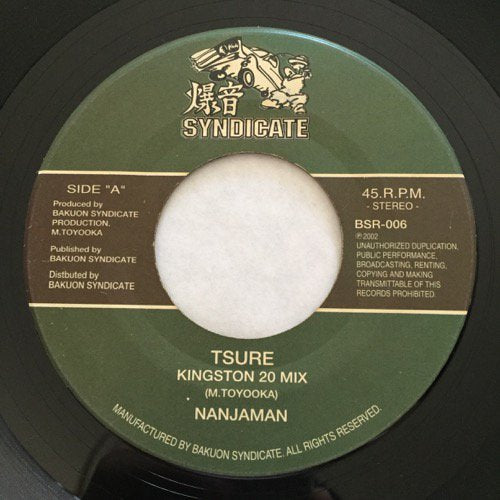 爆音
SYNDICATE
SIDE "A"
Produced by
BAKUON SYNDICATE
PRODUCTION.
M.TOYOOKA
Published by
BAKUON SYNDICATE
Distbuted by
BAKUON SYNDICATE
45.R.P.M.
- STEREO -
BSR-006
℗2002
UNAUTHORIZED DUPLICATION,
PUBLIC PERFORMANCE,
BROADCASTING, RENTING,
COPYING AND MAKING
TRANSMITTABLE OF THIS
RECORDS PROHIBITED.
TSURE
KINGSTON 20 MIX
(M.TOYOOKA)
NANJAMAN
MANUFACTURED BY BAKUON SYNDICATE. ALL RIGHTS RESERVED.